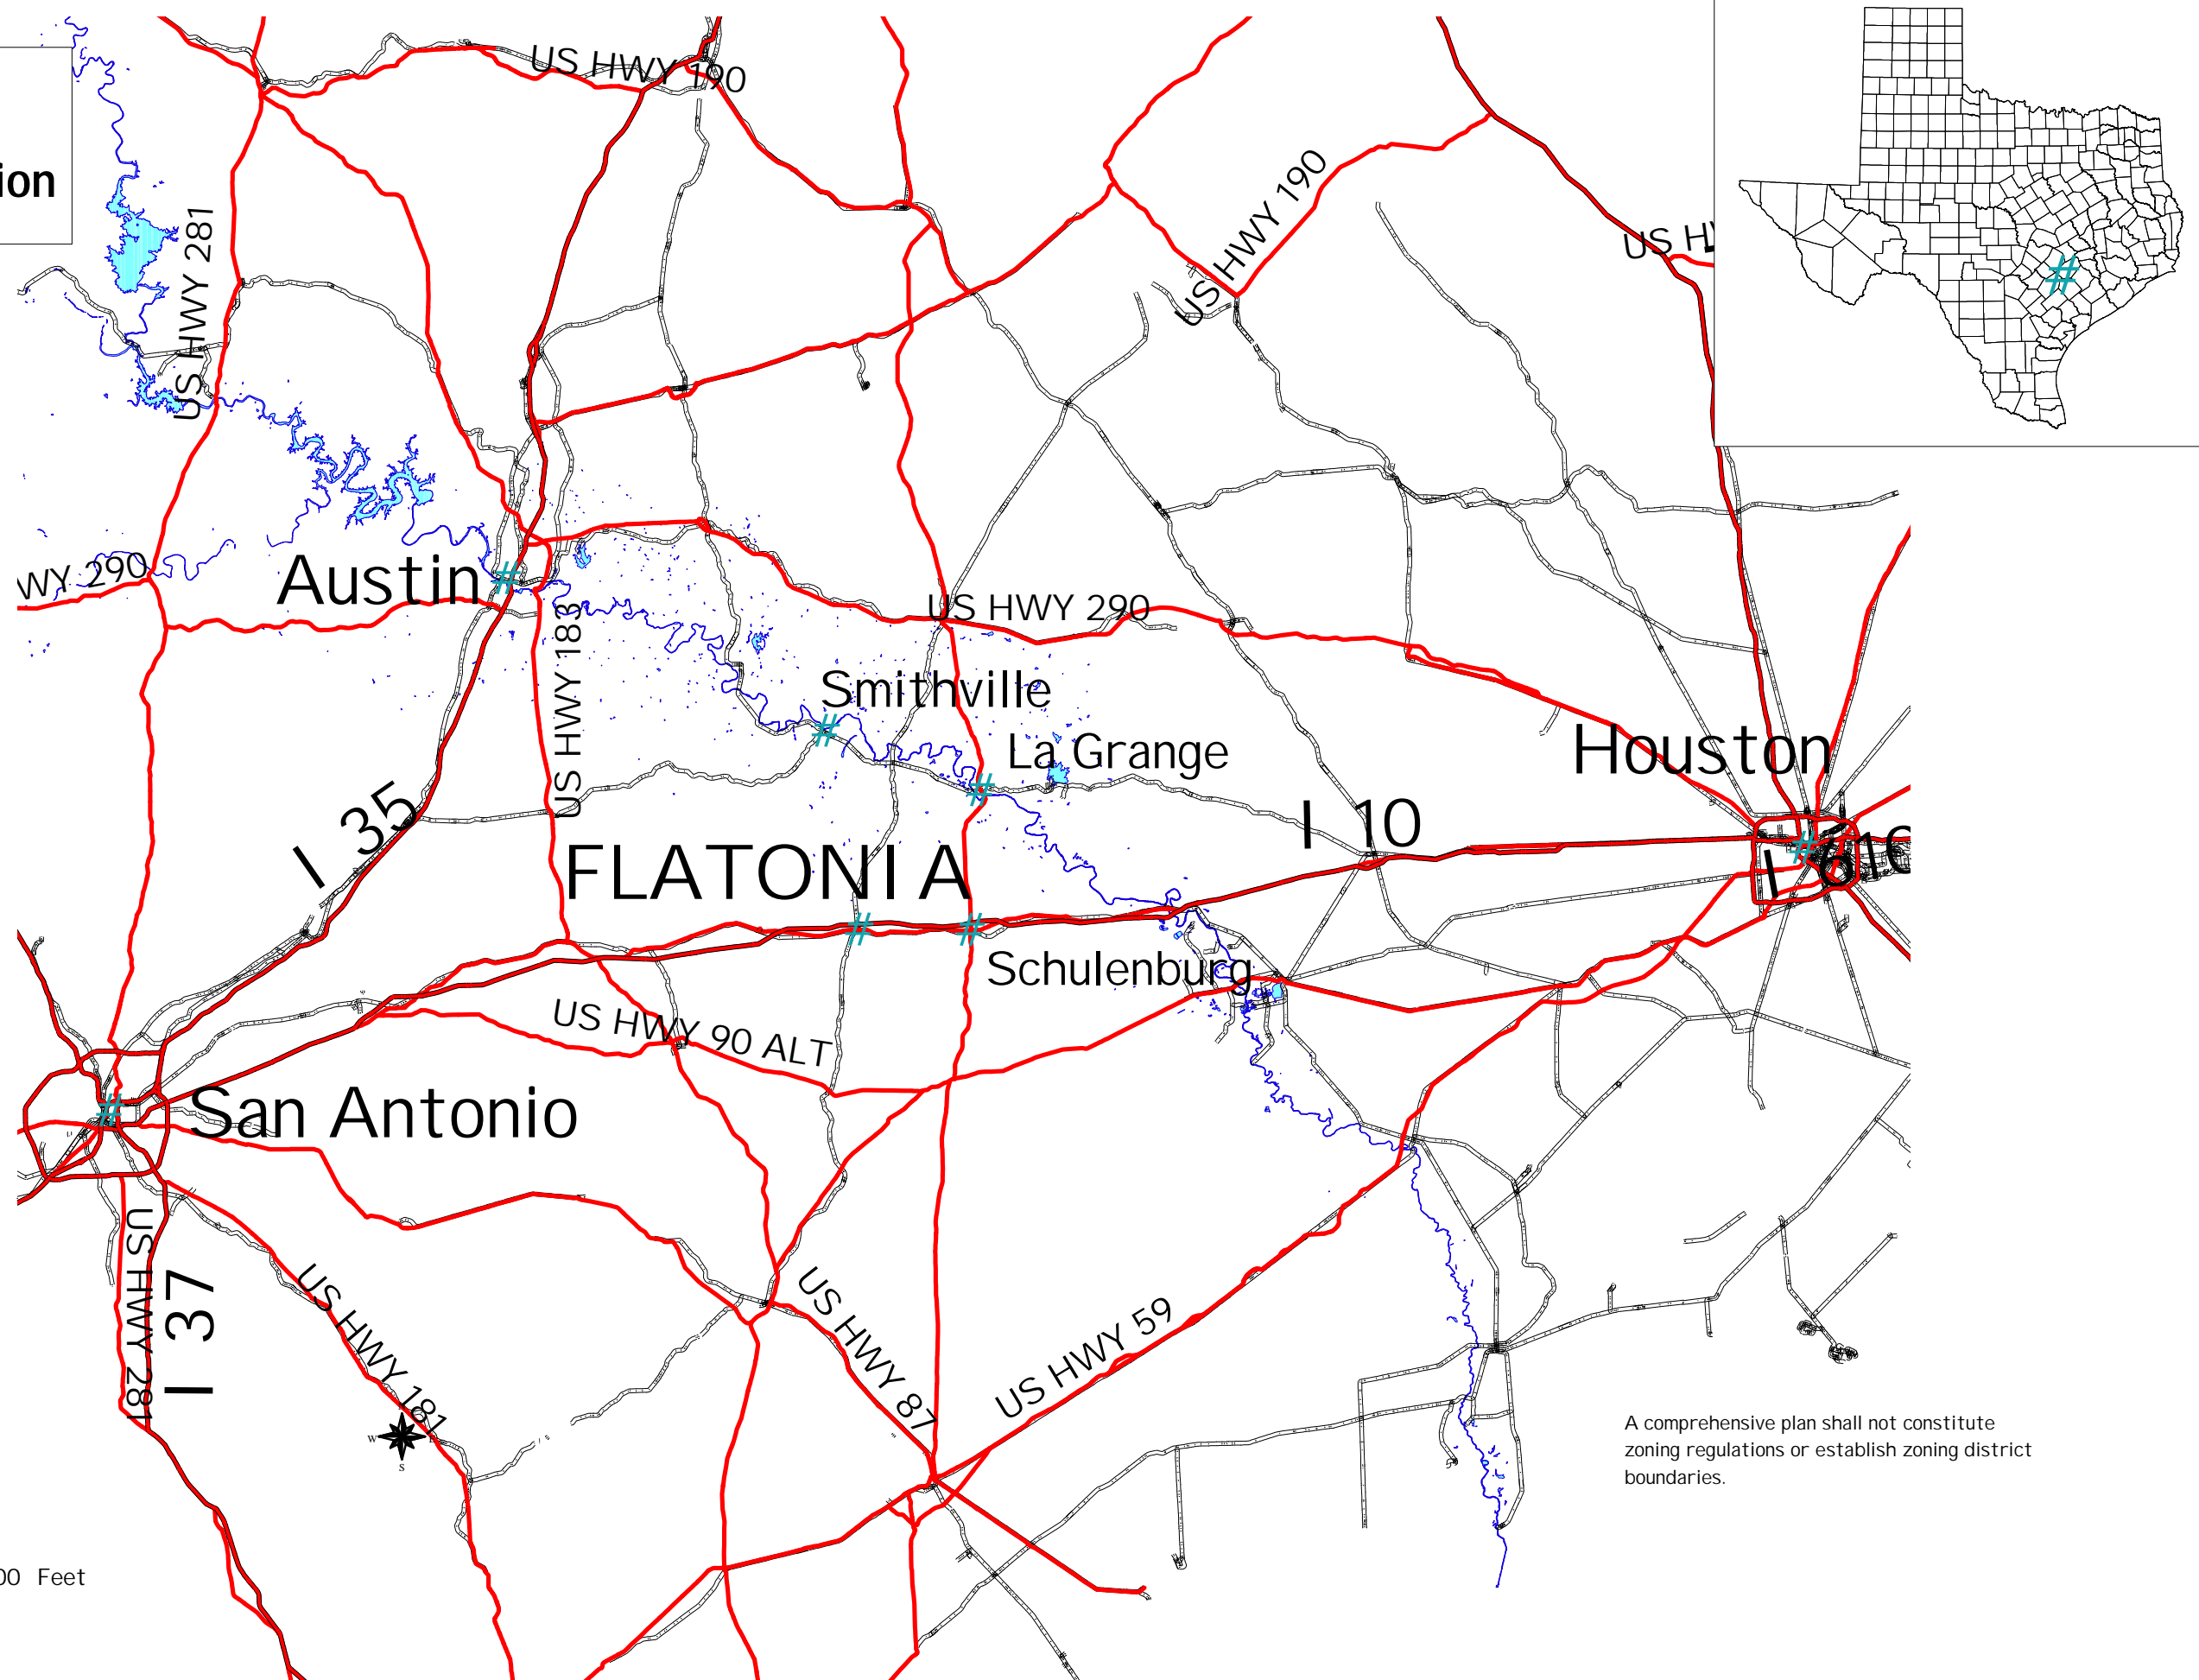 US HWY 190
ion
US HWY 281
US HWY 190
US H
WY 290
Austin
US HWY 183
US HWY 290
Smithville
La Grange
Houston
I 35
I 10
FLATONIA
I 610
Schulenburg
US HWY 90 ALT
San Antonio
US HWY 281
I 37
US HWY 181
US HWY 87
US HWY 59
W
S
A comprehensive plan shall not constitute
zoning regulations or establish zoning district
boundaries.
00 Feet